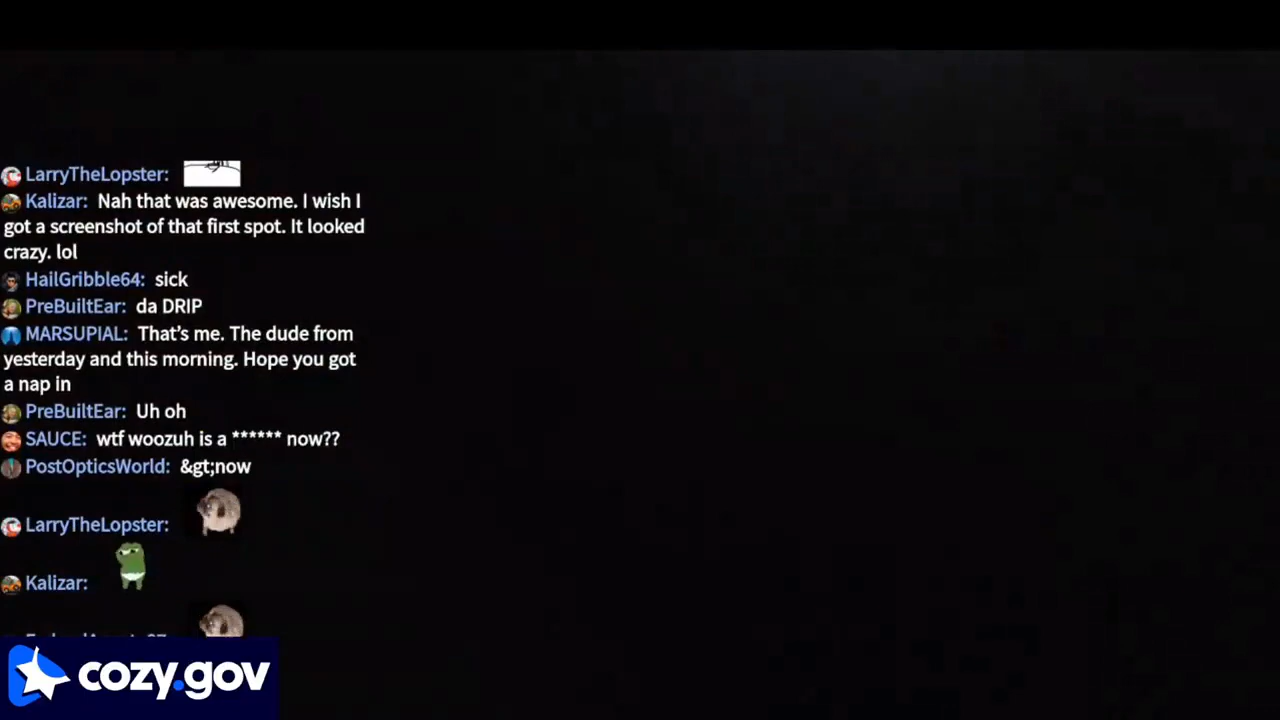 LarryTheLopster:
Kalizar: Nah that was awesome. I wish I
got a screenshot of that first spot. It looked
crazy. lol
HailGribble64: sick
PreBuiltEar: da DRIP
MARSUPIAL: That’s me. The dude from
yesterday and this morning. Hope you got
a nap in
PreBuiltEar: Uh oh
SAUCE: wtf woozuh is a ****** now??
PostOpticsWorld: &gt;now
LarryTheLopster:
Kalizar:
cozy.gov